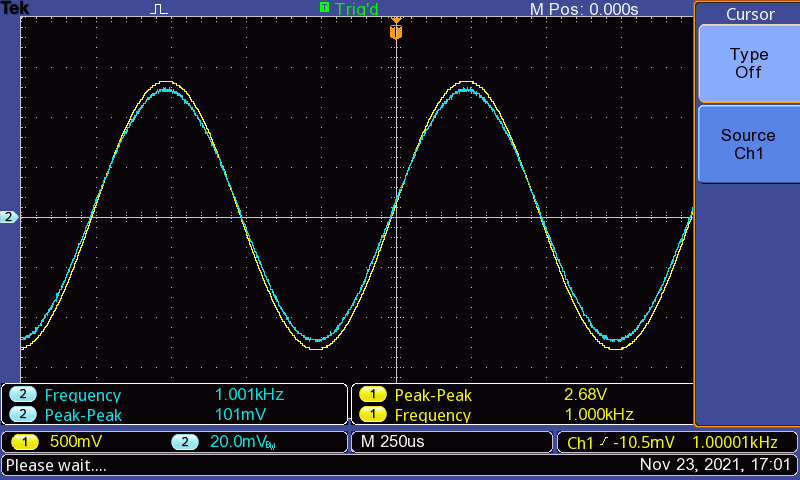 Tek
T Trig'd
M Pos: 0.000s
Cursor
Type
Off
Source
Ch1
T
2
2 Frequency 1.001kHz
2 Peak-Peak 101mV
1 Peak-Peak 2.68V
1 Frequency 1.000kHz
1 500mV
2 20.0mVBW
M 250us
Ch1 -10.5mV 1.00001kHz
Please wait....
Nov 23, 2021, 17:01